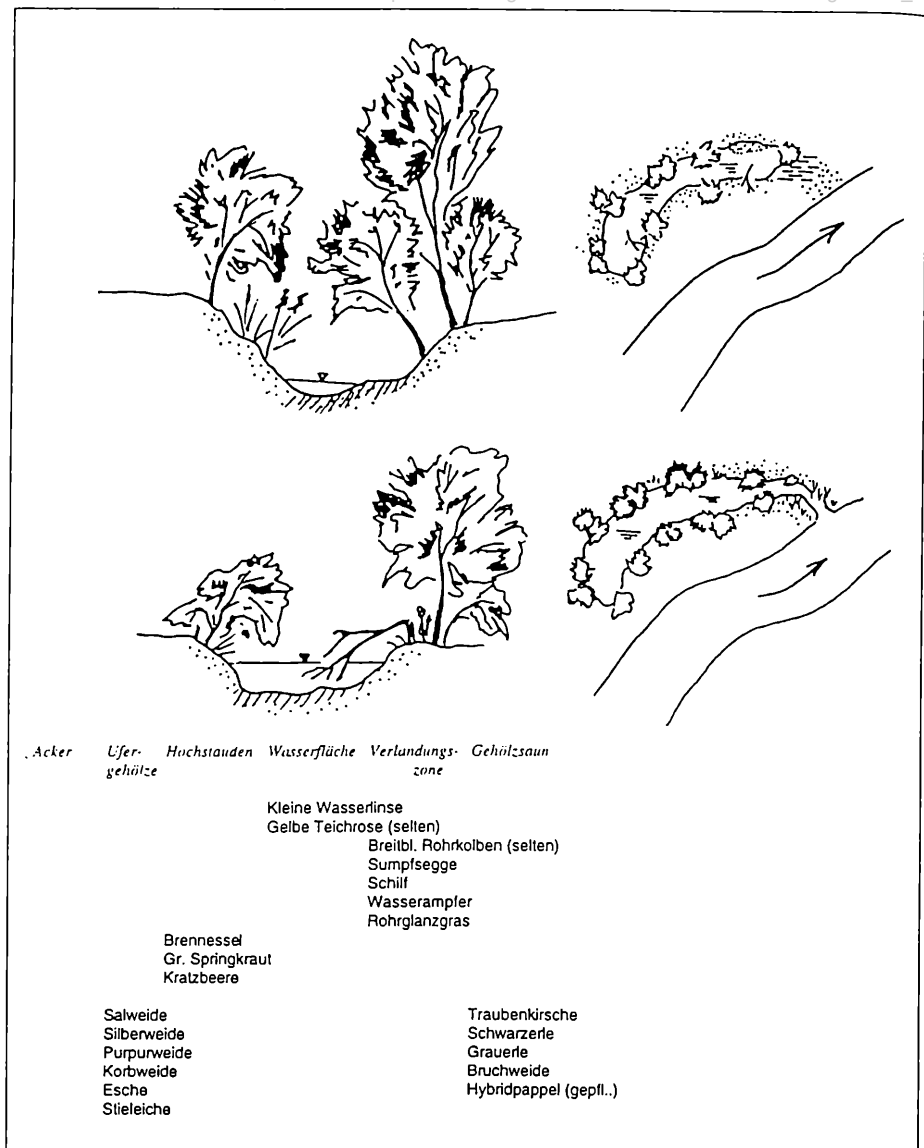 Acker Ufer- Hochstauden Wasserfläche Verlandungs- Gehölzsaun
gehölze zone
Kleine Wasserlinse
Gelbe Teichrose (selten)
Breitbl. Rohrkolben (selten)
Sumpfsegge
Schilf
Wasserampfer
Rohrglanzgras
Brennessel
Gr. Springkraut
Kratzbeere
Salweide Traubenkirsche
Silberweide Schwarzerle
Purpurweide Grauerle
Korbweide Bruchweide
Esche Hybridpappel (gepfl..)
Stieleiche